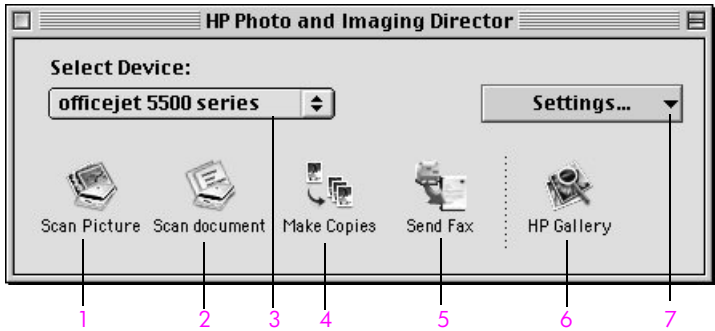 HP Photo and Imaging Director
Select Device:
officejet 5500 series
Settings...
Scan Picture Scan document Make Copies Send Fax HP Gallery
1 2 3 4 5 6 7